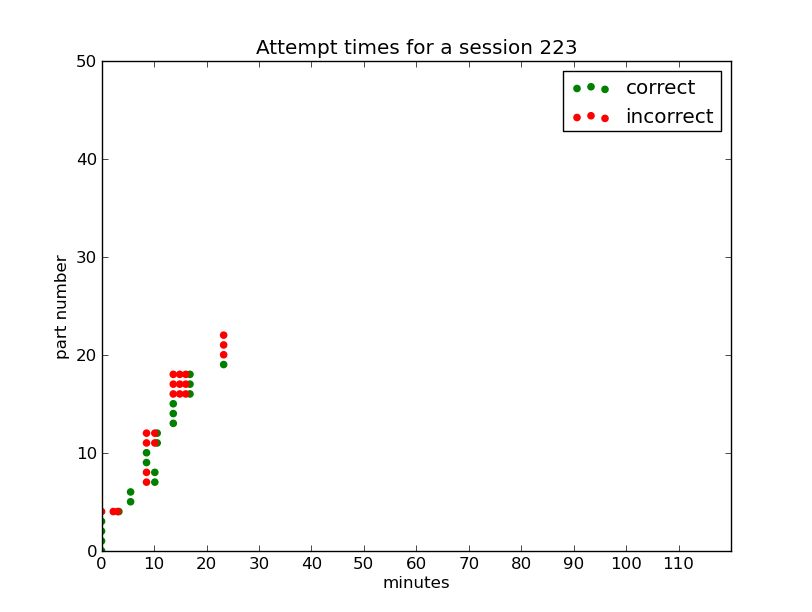 Attempt times for a session 223
correct
incorrect
50
40
30
20
10
0
part number
0 10 20 30 40 50 60 70 80 90 100 110
minutes